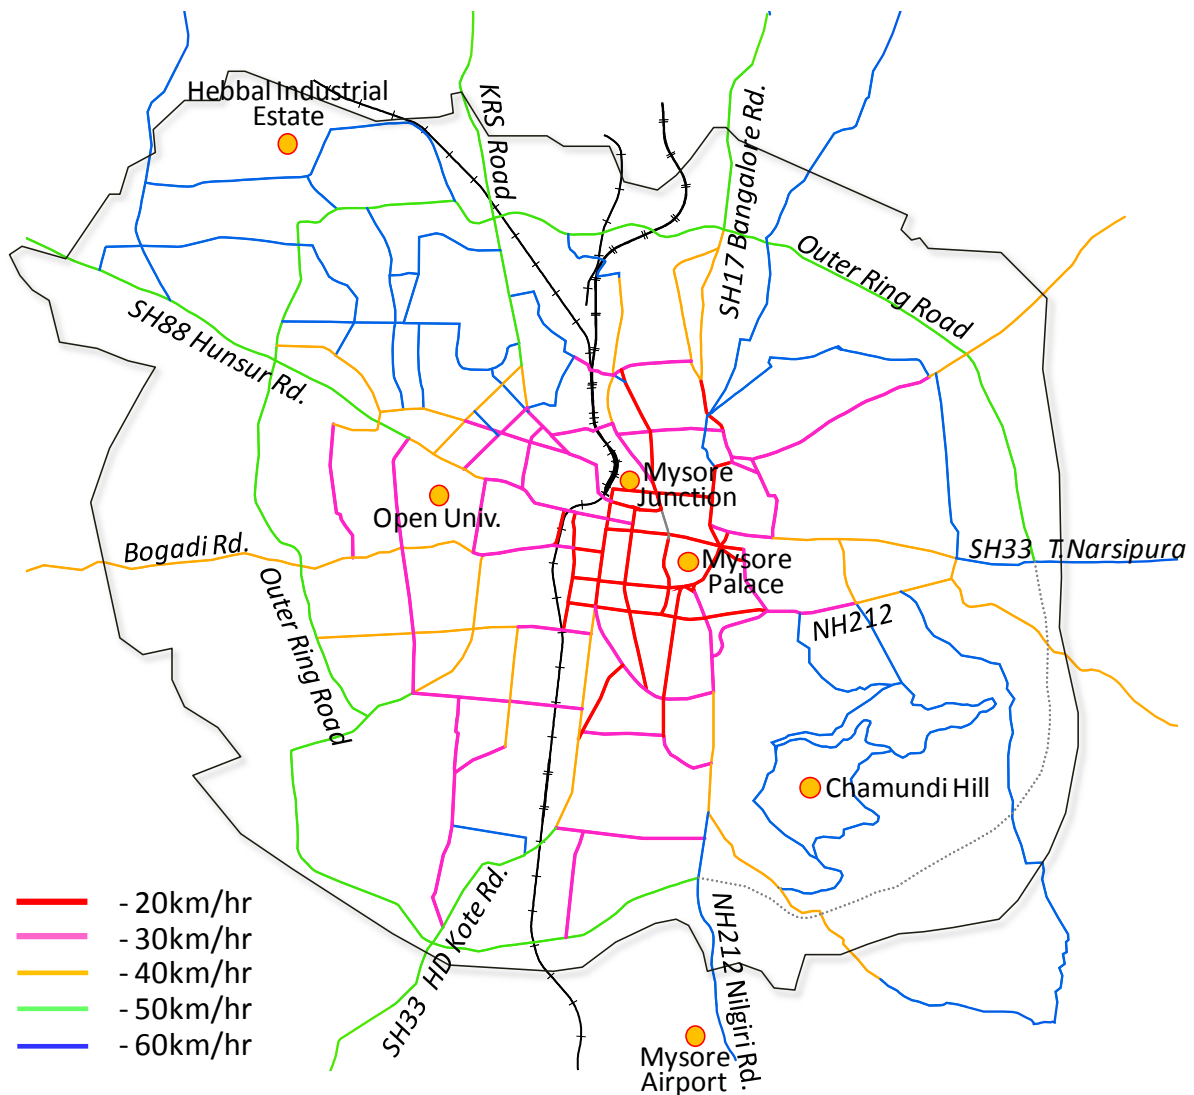 Hebbal Industrial
Estate
KRS Road
SH17 Bangalore Rd.
Outer Ring Road
SH88 Hunsur Rd.
Mysore
Junction
Open Univ.
Bogadi Rd.
Mysore
Palace
SH33 T.Narsipura
Outer Ring Road
NH212
Chamundi Hill
SH33 HD Kote Rd.
NH212 Nilgiri Rd.
Mysore
Airport
- 20km/hr
- 30km/hr
- 40km/hr
- 50km/hr
- 60km/hr